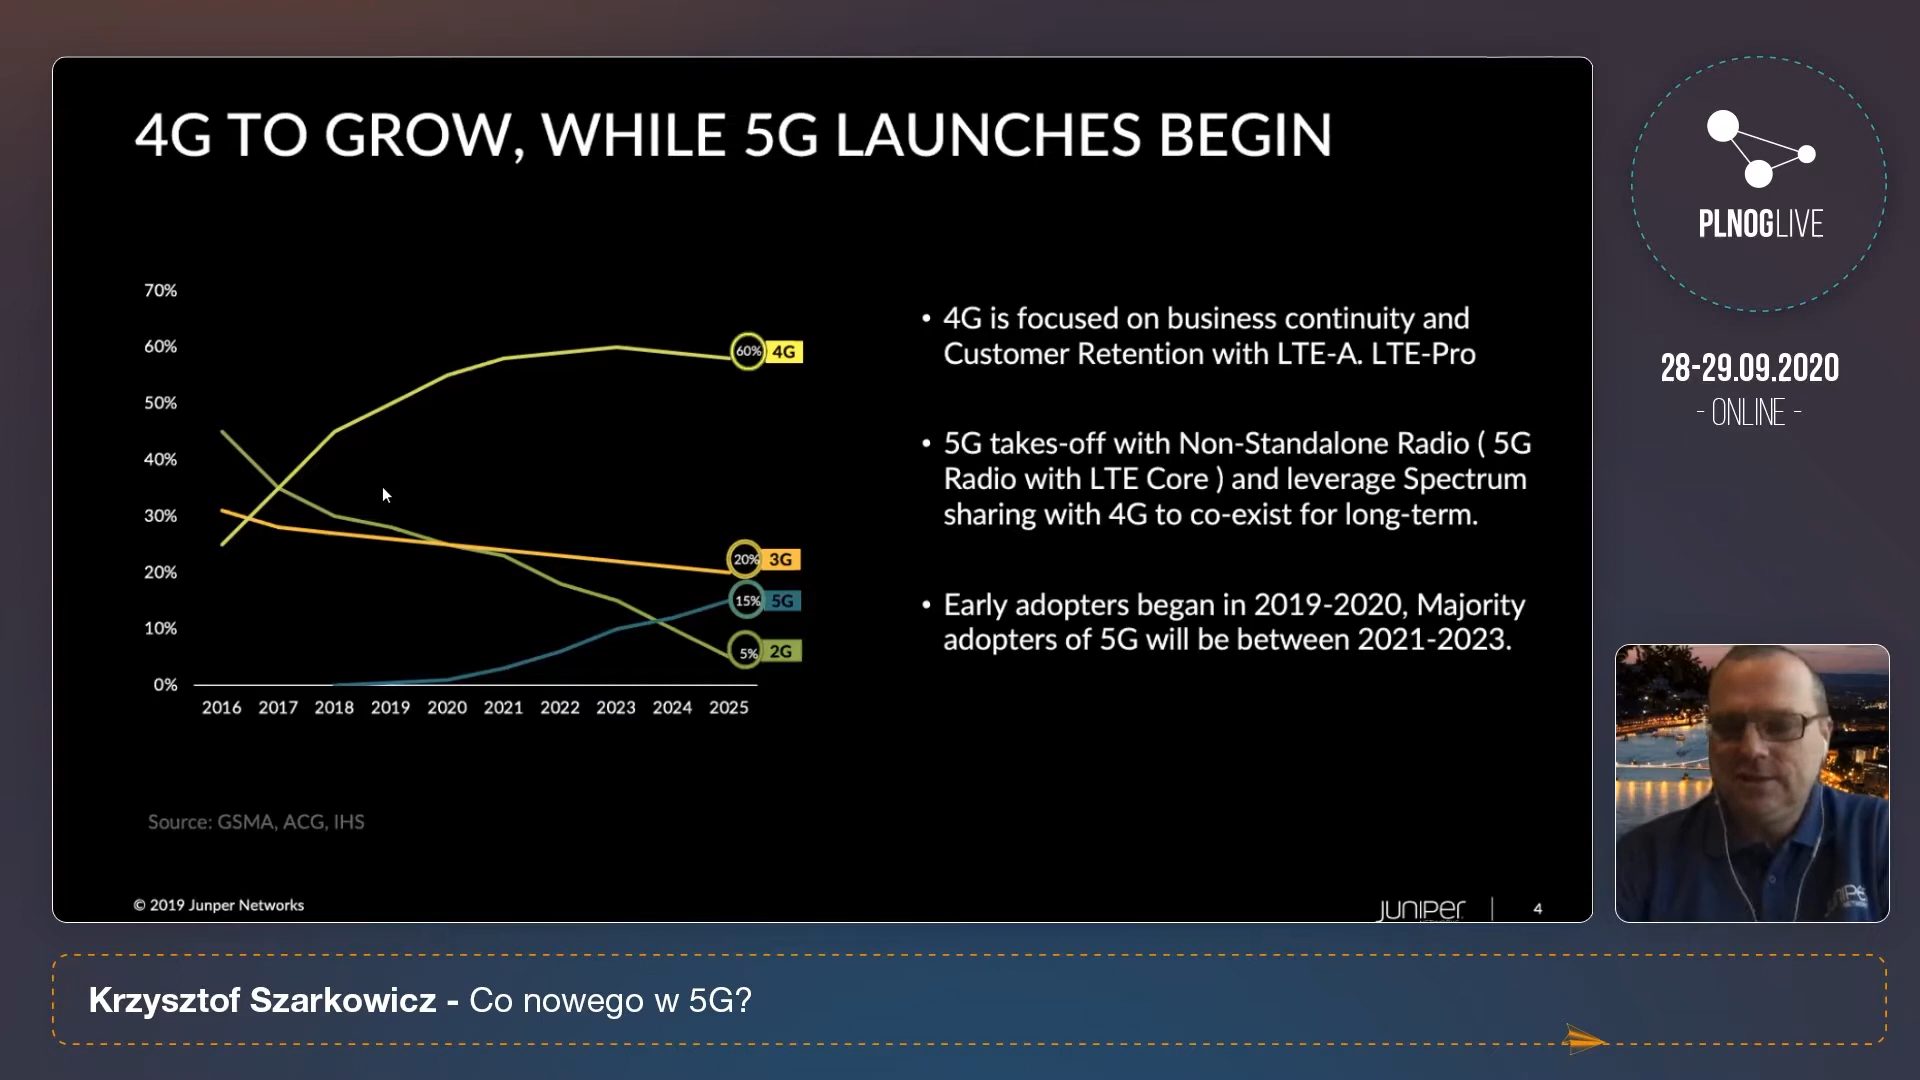 4G TO GROW, WHILE 5G LAUNCHES BEGIN
70%
60%
50%
40%
30%
20%
10%
0%
60% 4G
20% 3G
15% 5G
5% 2G
2016 2017 2018 2019 2020 2021 2022 2023 2024 2025
• 4G is focused on business continuity and
Customer Retention with LTE-A. LTE-Pro
• 5G takes-off with Non-Standalone Radio ( 5G
Radio with LTE Core ) and leverage Spectrum
sharing with 4G to co-exist for long-term.
• Early adopters began in 2019-2020, Majority
adopters of 5G will be between 2021-2023.
Source: GSMA, ACG, IHS
© 2019 Junper Networks
JUNIPER
4
PLNOGLIVE
28-29.09.2020
- ONLINE -
Krzysztof Szarkowicz - Co nowego w 5G?